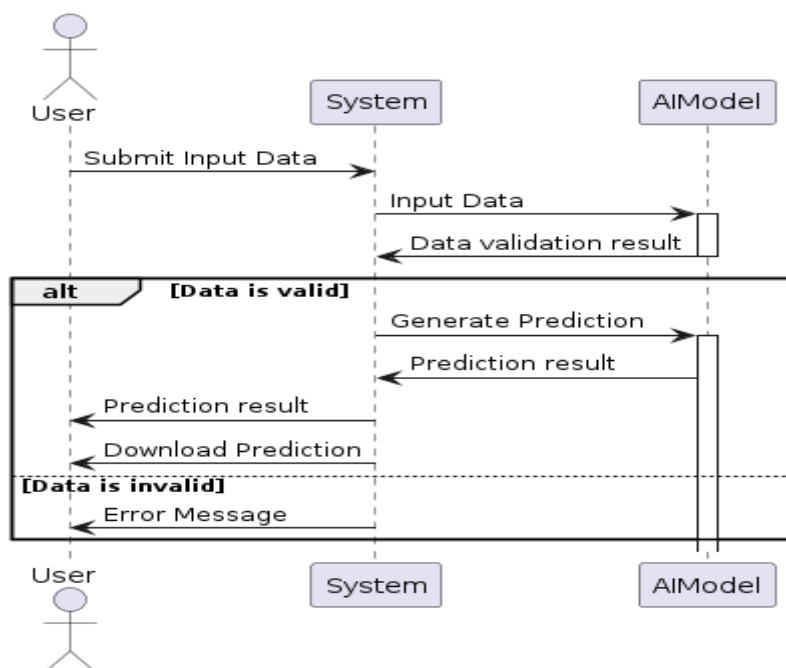 User
System
AIModel
Submit Input Data
Input Data
Data validation result
alt
[Data is valid]
Generate Prediction
Prediction result
Prediction result
Download Prediction
[Data is invalid]
Error Message
User
System
AIModel